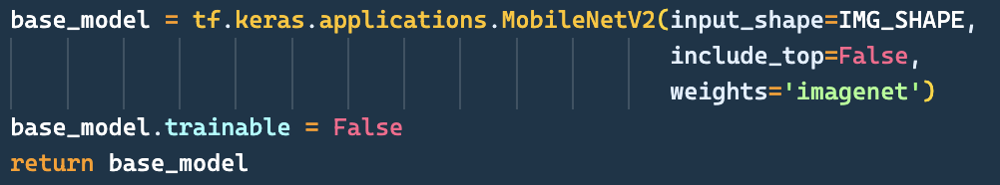 base_model = tf.keras.applications.MobileNetV2(input_shape=IMG_SHAPE,
include_top=False,
weights='imagenet')
base_model.trainable = False
return base_model